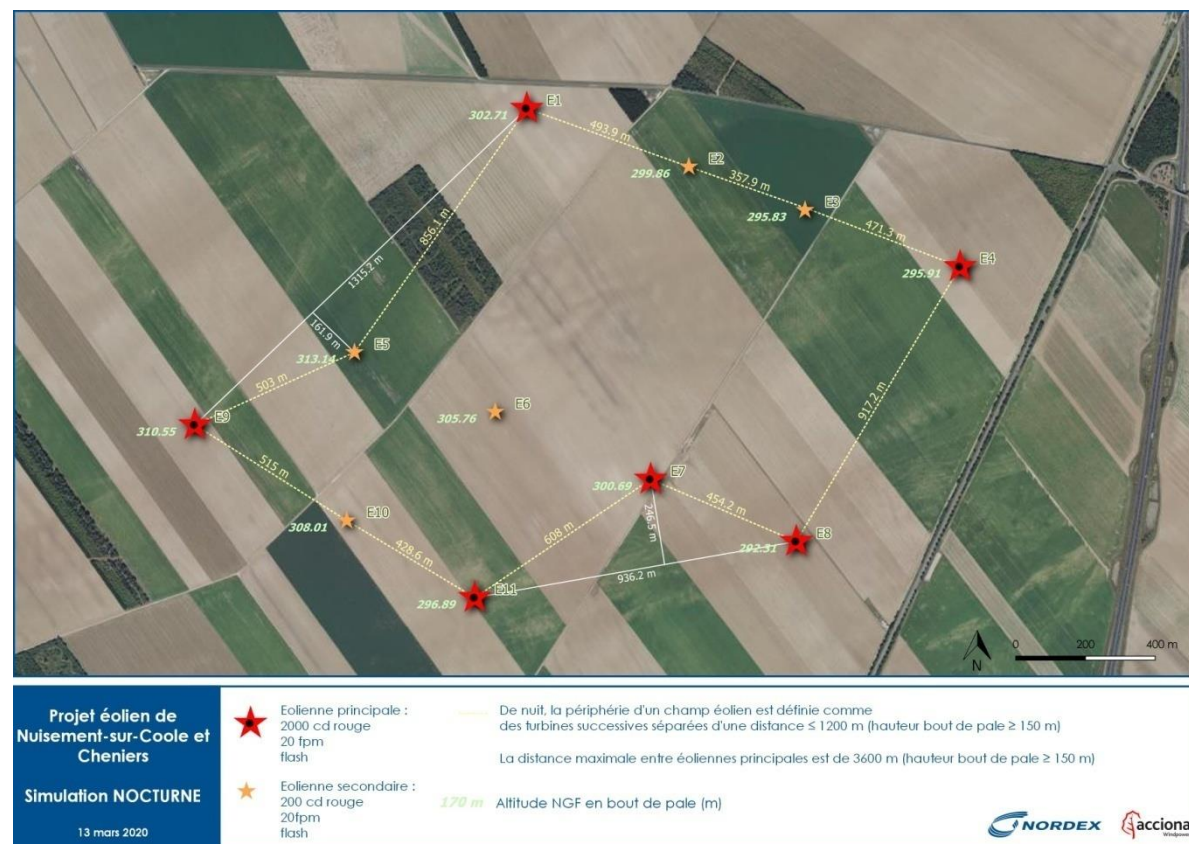 E1
302.71
493.9 m
E2
299.86
357.9 m
E3
295.83
471.3 m
E4
295.91
856.1 m
1315.2 m
161.9 m
E5
313.14
503 m
E9
310.55
E6
305.76
917.2 m
515 m
E7
300.69
454.2 m
E10
308.01
608 m
246.5 m
E8
292.31
428.6 m
936.2 m
E11
296.89
N
0 200 400 m
Projet éolien de
Nuisement-sur-Coole et
Cheniers
Simulation NOCTURNE
13 mars 2020
Eolienne principale :
2000 cd rouge
20 fpm
flash
Eolienne secondaire :
200 cd rouge
20fpm
flash
De nuit, la périphérie d'un champ éolien est définie comme
des turbines successives séparées d'une distance ≤ 1200 m (hauteur bout de pale ≥ 150 m)
La distance maximale entre éoliennes principales est de 3600 m (hauteur bout de pale ≥ 150 m)
170 m Altitude NGF en bout de pale (m)
NORDEX
acciona
Windpower